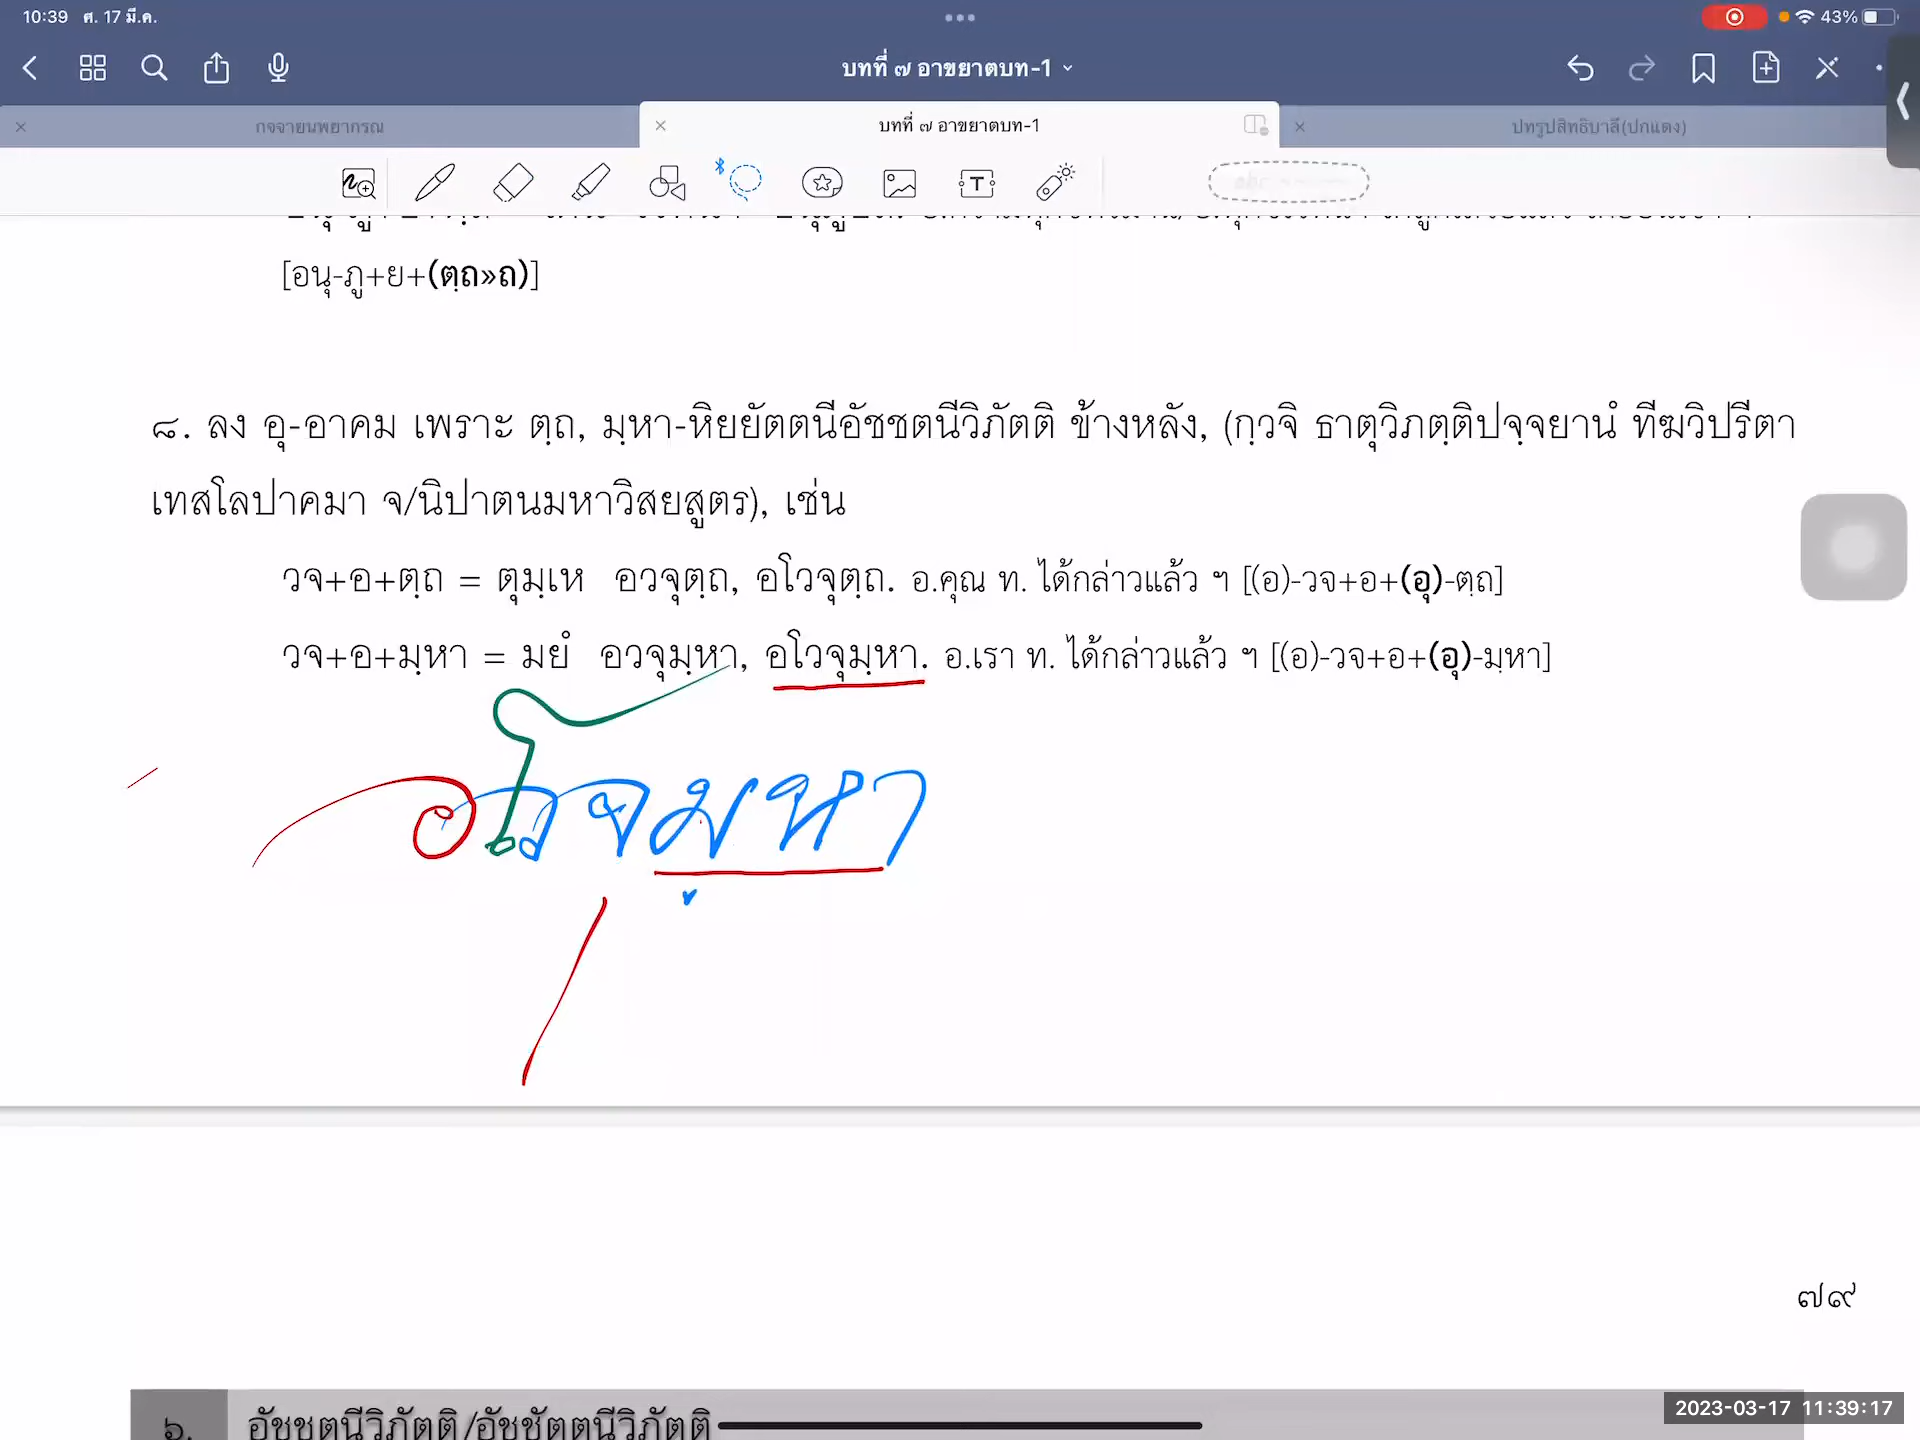 10:39 ศ. 17 มี.ค.
43%
บทที่ ๗ อาขยาตบท-1
กจจายนพยากรณ
บทที่ ๗ อาขยาตบท-1
ปทรูปสิทธิบาลี(ปกแดง)
[อนุ-ภู+ย+(ตฺถ»ถ)]
๘. ลง อุ-อาคม เพราะ ตฺถ, มฺหา-หิยยัตตนีอัชชตนีวิภัตติ ข้างหลัง, (กฺวจิ ธาตุวิภตฺติปจฺจยานํ ทีฆวิปรีตา
เทสโลปาคมา จ/นิปาตนมหาวิสยสูตร), เช่น
วจ+อ+ตฺถ = ตุมฺเห อวจุตฺถ, อโวจุตฺถ. อ.คุณ ท. ได้กล่าวแล้ว ฯ [(อ)-วจ+อ+(อุ)-ตฺถ]
วจ+อ+มฺหา = มยํ อวจุมฺหา, อโวจุมฺหา. อ.เรา ท. ได้กล่าวแล้ว ฯ [(อ)-วจ+อ+(อุ)-มฺหา]
อโวจมฺหา
๗๙
๖. อัชชตนีวิภัตติ/อัชชัตตนีวิภัตติ
2023-03-17 11:39:17